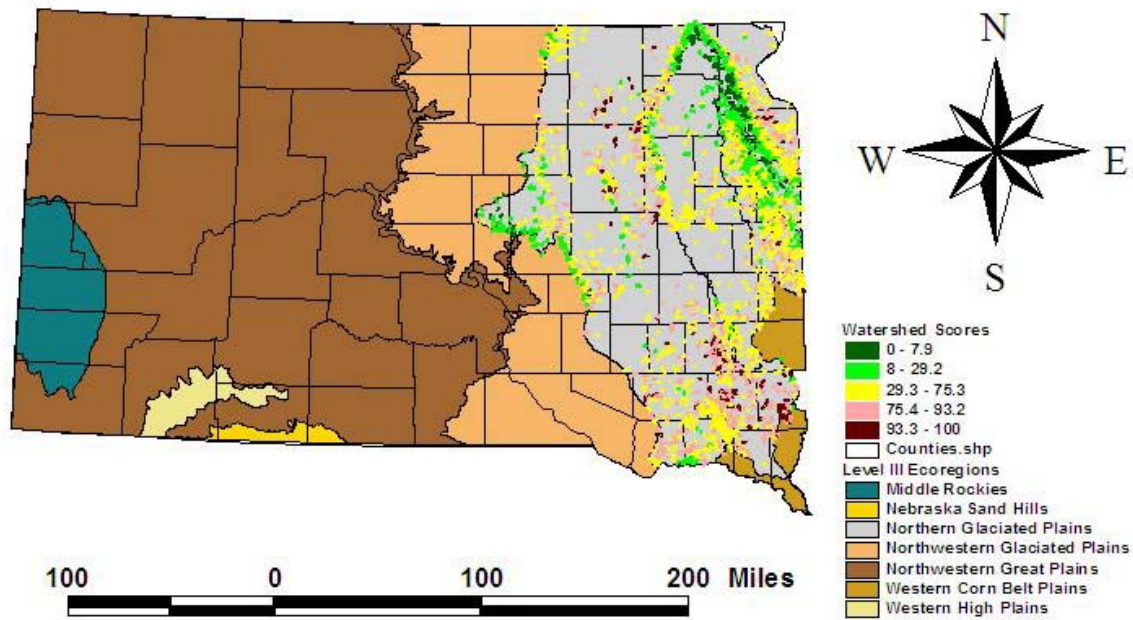 N
W E
S
Watershed Scores
0 - 7.9
8 - 29.2
29.3 - 75.3
75.4 - 93.2
93.3 - 100
Counties.shp
Level III Ecoregions
Middle Rockies
Nebraska Sand Hills
Northern Glaciated Plains
Northwestern Glaciated Plains
Northwestern Great Plains
Western Corn Belt Plains
Western High Plains
100 0 100 200 Miles